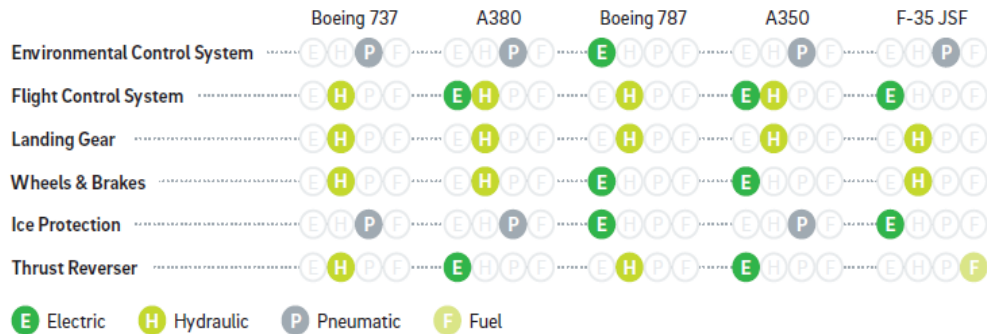 Boeing 737 A380 Boeing 787 A350 F-35 JSF
Environmental Control System E H P F E H P F E H P F E H P F E H P F
Flight Control System E H P F E H P F E H P F E H P F E H P F
Landing Gear E H P F E H P F E H P F E H P F E H P F
Wheels & Brakes E H P F E H P F E H P F E H P F E H P F
Ice Protection E H P F E H P F E H P F E H P F E H P F
Thrust Reverser E H P F E H P F E H P F E H P F E H P F
E Electric H Hydraulic P Pneumatic F Fuel